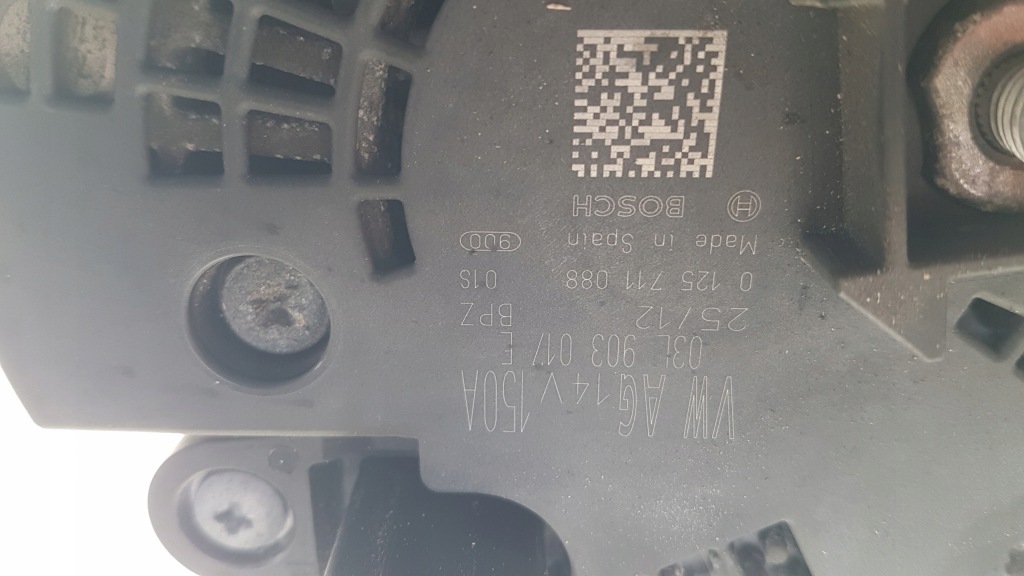 VW AG 14V 150A
03L 903 017 E
25/12 BPZ
0 125 711 088 01S
Made in Spain 006
BOSCH